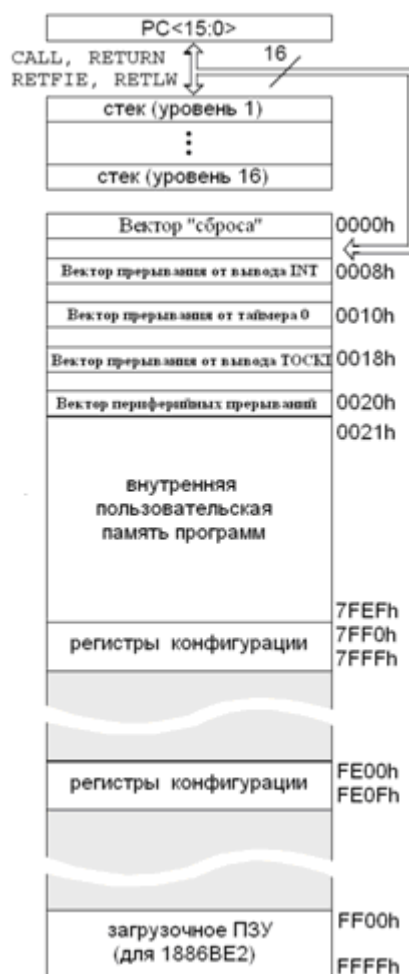 PC<15:0>
CALL, RETURN
RETFIE, RETLW
16
стек (уровень 1)
стек (уровень 16)
Вектор "сброса"
0000h
Вектор прерывания от вывода INT
0008h
Вектор прерывания от таймера 0
0010h
Вектор прерывания от вывода TOCKI
0018h
Вектор периферийных прерываний
0020h
0021h
внутренняя
пользовательская
память программ
7FEFh
регистры конфигурации
7FF0h
7FFFh
регистры конфигурации
FE00h
FE0Fh
загрузочное ПЗУ
(для 1886ВЕ2)
FF00h
FFFFh